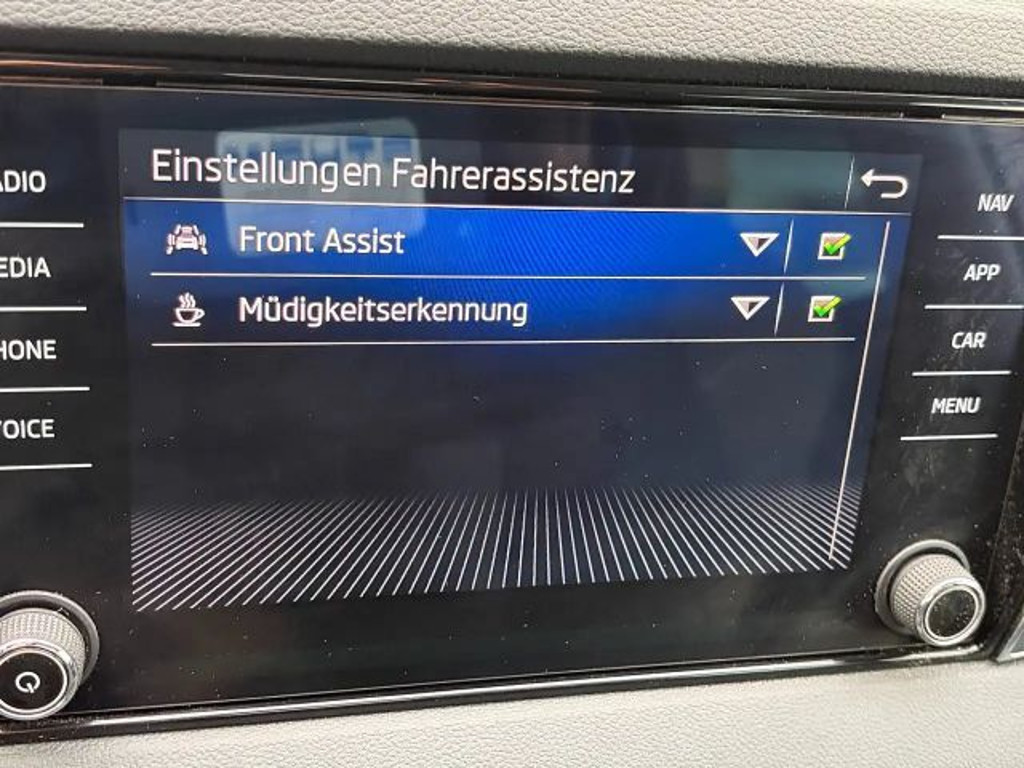 Einstellungen Fahrerassistenz
Front Assist
Müdigkeitserkennung
ADIO
EDIA
HONE
OICE
NAV
APP
CAR
MENU